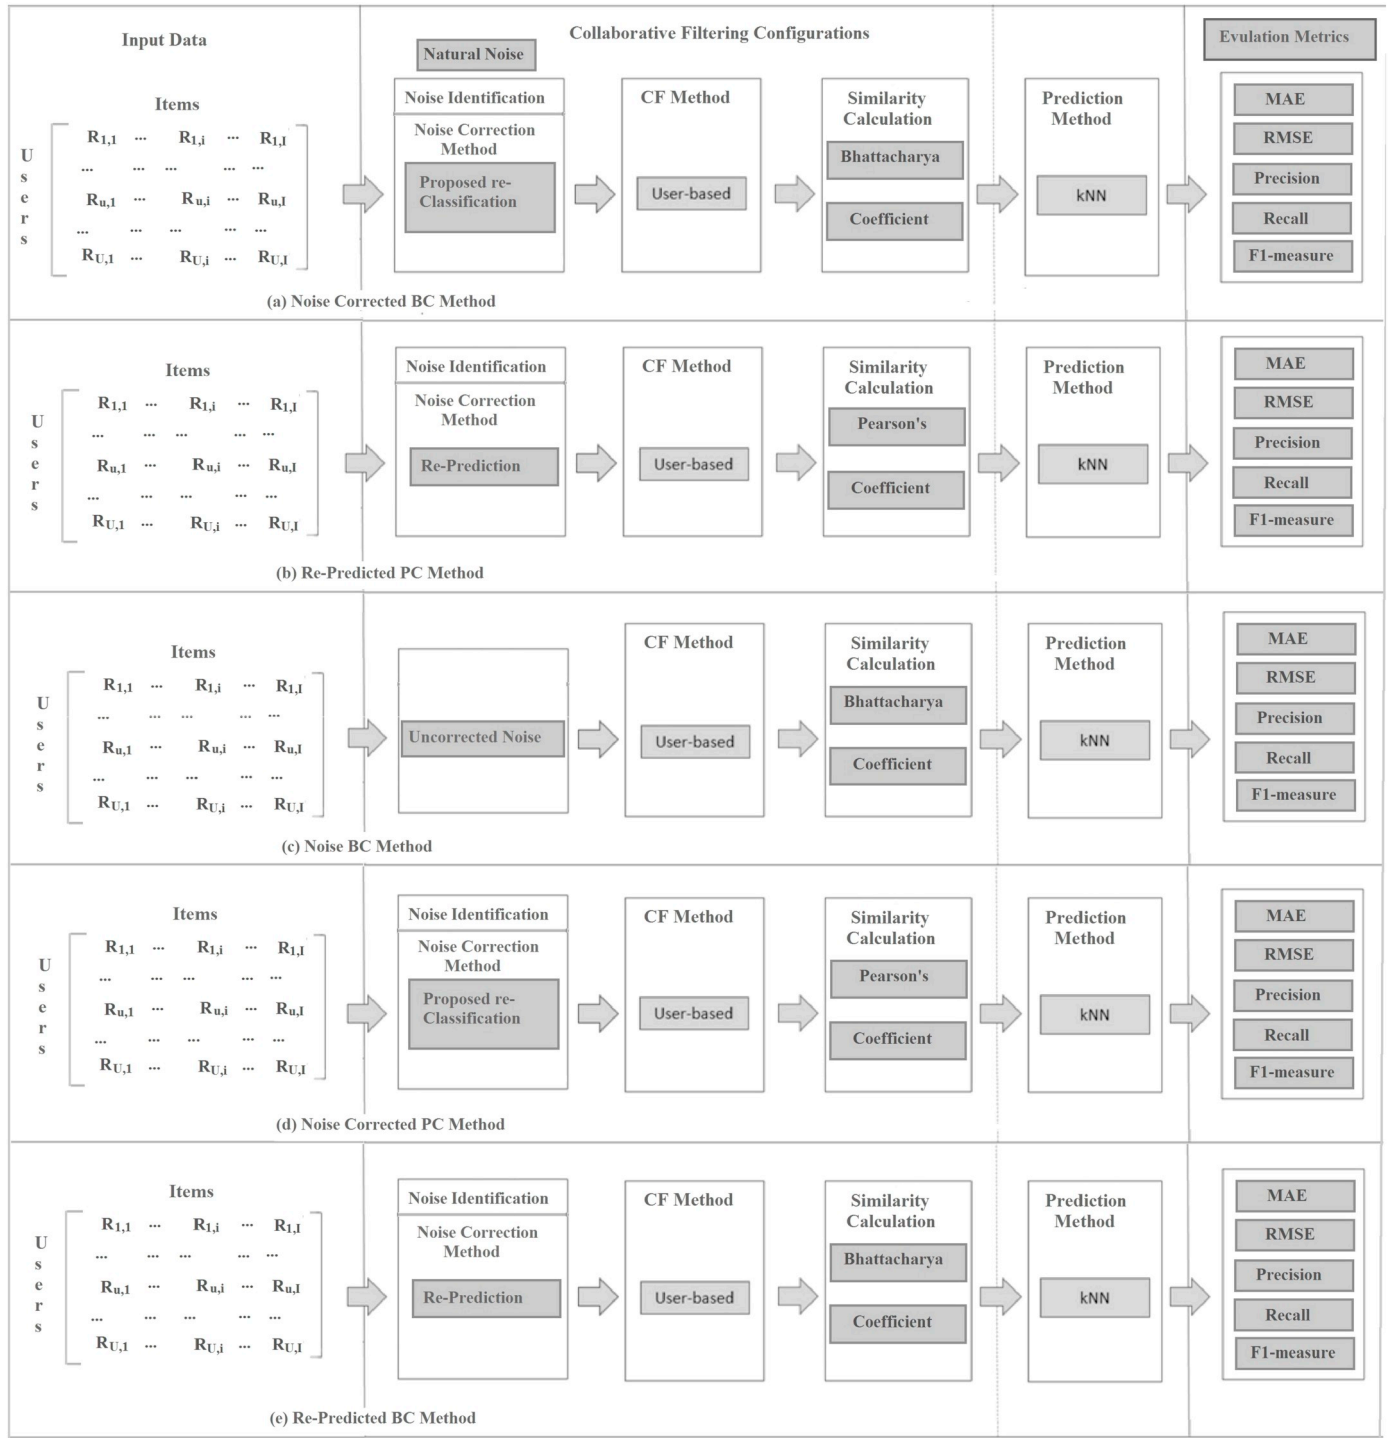 Input Data
Collaborative Filtering Configurations
Evulation Metrics
Natural Noise
Items
Users
R1,1 ... R1,i ... R1,I
... ... ... ... ...
Ru,1 ... Ru,i ... Ru,I
... ... ... ... ...
RU,1 ... RU,i ... RU,I
Noise Identification
Noise Correction
Method
Proposed re-
Classification
CF Method
User-based
Similarity
Calculation
Bhattacharya
Coefficient
Prediction
Method
kNN
MAE
RMSE
Precision
Recall
F1-measure
(a) Noise Corrected BC Method
Items
Users
R1,1 ... R1,i ... R1,I
... ... ... ... ...
Ru,1 ... Ru,i ... Ru,I
... ... ... ... ...
RU,1 ... RU,i ... RU,I
Noise Identification
Noise Correction
Method
Re-Prediction
CF Method
User-based
Similarity
Calculation
Pearson's
Coefficient
Prediction
Method
kNN
MAE
RMSE
Precision
Recall
F1-measure
(b) Re-Predicted PC Method
Items
Users
R1,1 ... R1,i ... R1,I
... ... ... ... ...
Ru,1 ... Ru,i ... Ru,I
... ... ... ... ...
RU,1 ... RU,i ... RU,I
Uncorrected Noise
CF Method
User-based
Similarity
Calculation
Bhattacharya
Coefficient
Prediction
Method
kNN
MAE
RMSE
Precision
Recall
F1-measure
(c) Noise BC Method
Items
Users
R1,1 ... R1,i ... R1,I
... ... ... ... ...
Ru,1 ... Ru,i ... Ru,I
... ... ... ... ...
RU,1 ... RU,i ... RU,I
Noise Identification
Noise Correction
Method
Proposed re-
Classification
CF Method
User-based
Similarity
Calculation
Pearson's
Coefficient
Prediction
Method
kNN
MAE
RMSE
Precision
Recall
F1-measure
(d) Noise Corrected PC Method
Items
Users
R1,1 ... R1,i ... R1,I
... ... ... ... ...
Ru,1 ... Ru,i ... Ru,I
... ... ... ... ...
RU,1 ... RU,i ... RU,I
Noise Identification
Noise Correction
Method
Re-Prediction
CF Method
User-based
Similarity
Calculation
Bhattacharya
Coefficient
Prediction
Method
kNN
MAE
RMSE
Precision
Recall
F1-measure
(e) Re-Predicted BC Method